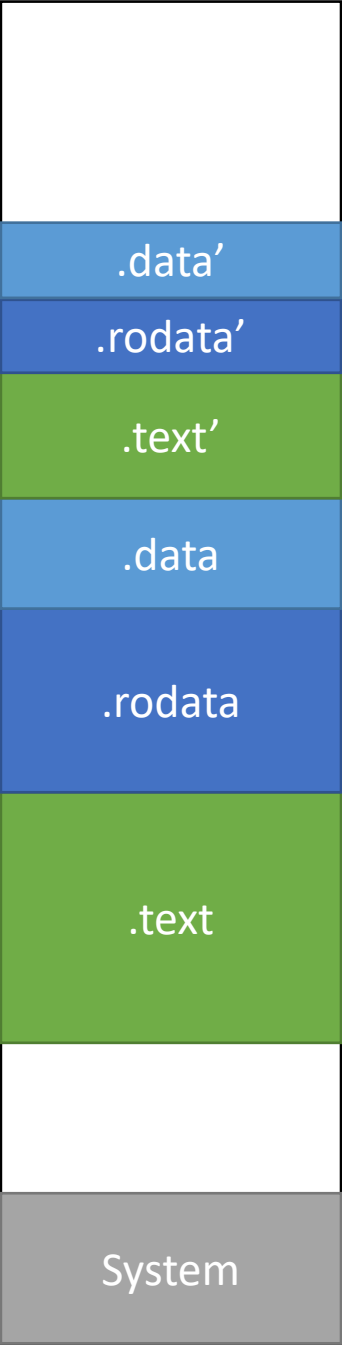 .data’
.rodata’
.text’
.data
.rodata
.text
System